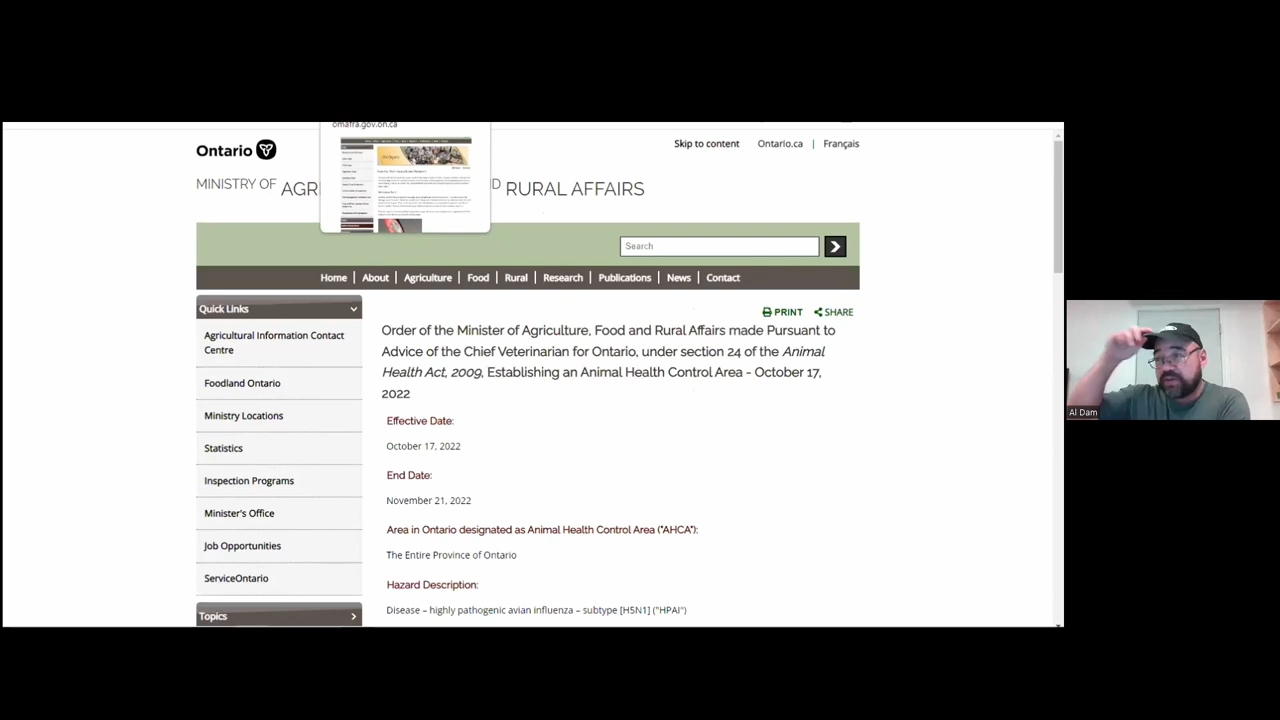 omafra.gov.on.ca
Ontario
Skip to content
Ontario.ca | Français
MINISTRY OF
RURAL AFFAIRS
Search
Home | About | Agriculture | Food | Rural | Research | Publications | News | Contact
Quick Links
Agricultural Information Contact
Centre
Foodland Ontario
Ministry Locations
Statistics
Inspection Programs
Minister's Office
Job Opportunities
ServiceOntario
Topics
PRINT SHARE
Order of the Minister of Agriculture, Food and Rural Affairs made Pursuant to
Advice of the Chief Veterinarian for Ontario, under section 24 of the Animal
Health Act, 2009, Establishing an Animal Health Control Area - October 17,
2022
Effective Date:
October 17, 2022
End Date:
November 21, 2022
Area in Ontario designated as Animal Health Control Area ("AHCA"):
The Entire Province of Ontario
Hazard Description:
Disease – highly pathogenic avian influenza – subtype [H5N1] ("HPAI")
Al Dam